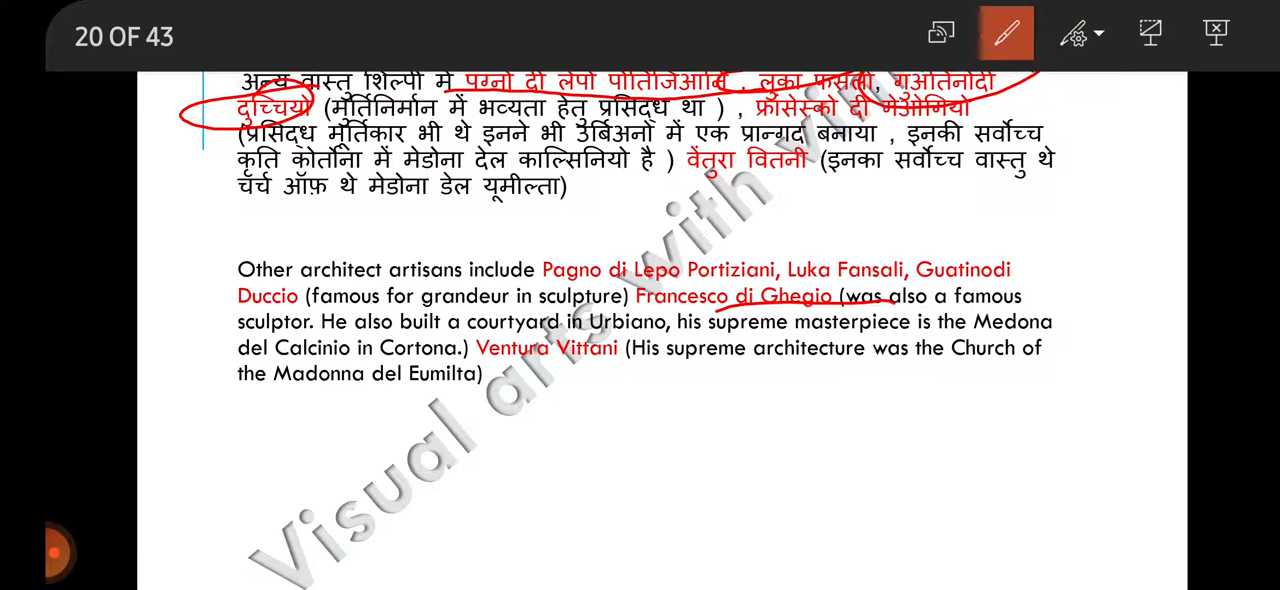 20 OF 43
अन्य वास्तु शिल्पी में पग्नो दी लेपो पोर्तिजिआनि , लुका फंसली, गुअतिनोदी
दुच्चियो (मूर्तिनिर्मान में भव्यता हेतु प्रसिद्ध था ) , फ्रांसेस्को दी
(प्रसिद्ध मूर्तिकार भी थे इनने भी उर्बिअनो में एक प्रान्गद बनाया , इनकी सर्वोच्च
कृति कोर्तोना में मेडोना देल काल्सिनियो है ) वेंतुरा वितनी (इनका सर्वोच्च वास्तु थे
चर्च ऑफ़ थे मेडोना डेल यूमील्ता)
Other architect artisans include Pagno di Lepo Portiziani, Luka Fansali, Guatinodi
Duccio (famous for grandeur in sculpture) Francesco di Ghegio (was also a famous
sculptor. He also built a courtyard in Urbiano, his supreme masterpiece is the Medona
del Calcinio in Cortona.) Ventura Vittani (His supreme architecture was the Church of
the Madonna del Eumilta)
Visual arts with